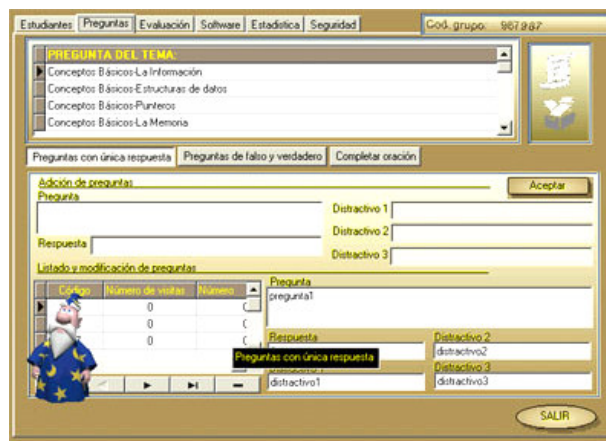 Estudiantes Preguntas Evaluación Software Estadistica Seguridad
Cod. grupo: 987987
PREGUNTA DEL TEMA:
Conceptos Básicos-La Información
Conceptos Básicos-Estructuras de datos
Conceptos Básicos-Punteros
Conceptos Básicos-La Memoria
Preguntas con única respuesta Preguntas de falso y verdadero Completar oración
Adición de preguntas
Aceptar
Pregunta
Distractivo 1
Distractivo 2
Respuesta
Distractivo 3
Listado y modificación de preguntas
Código Número de visitas Número
Pregunta
pregunta1
0
0
0
Respuesta
Distractivo 2
distractivo2
Preguntas con única respuesta
Distractivo 3
distractivo1
distractivo3
SALIR